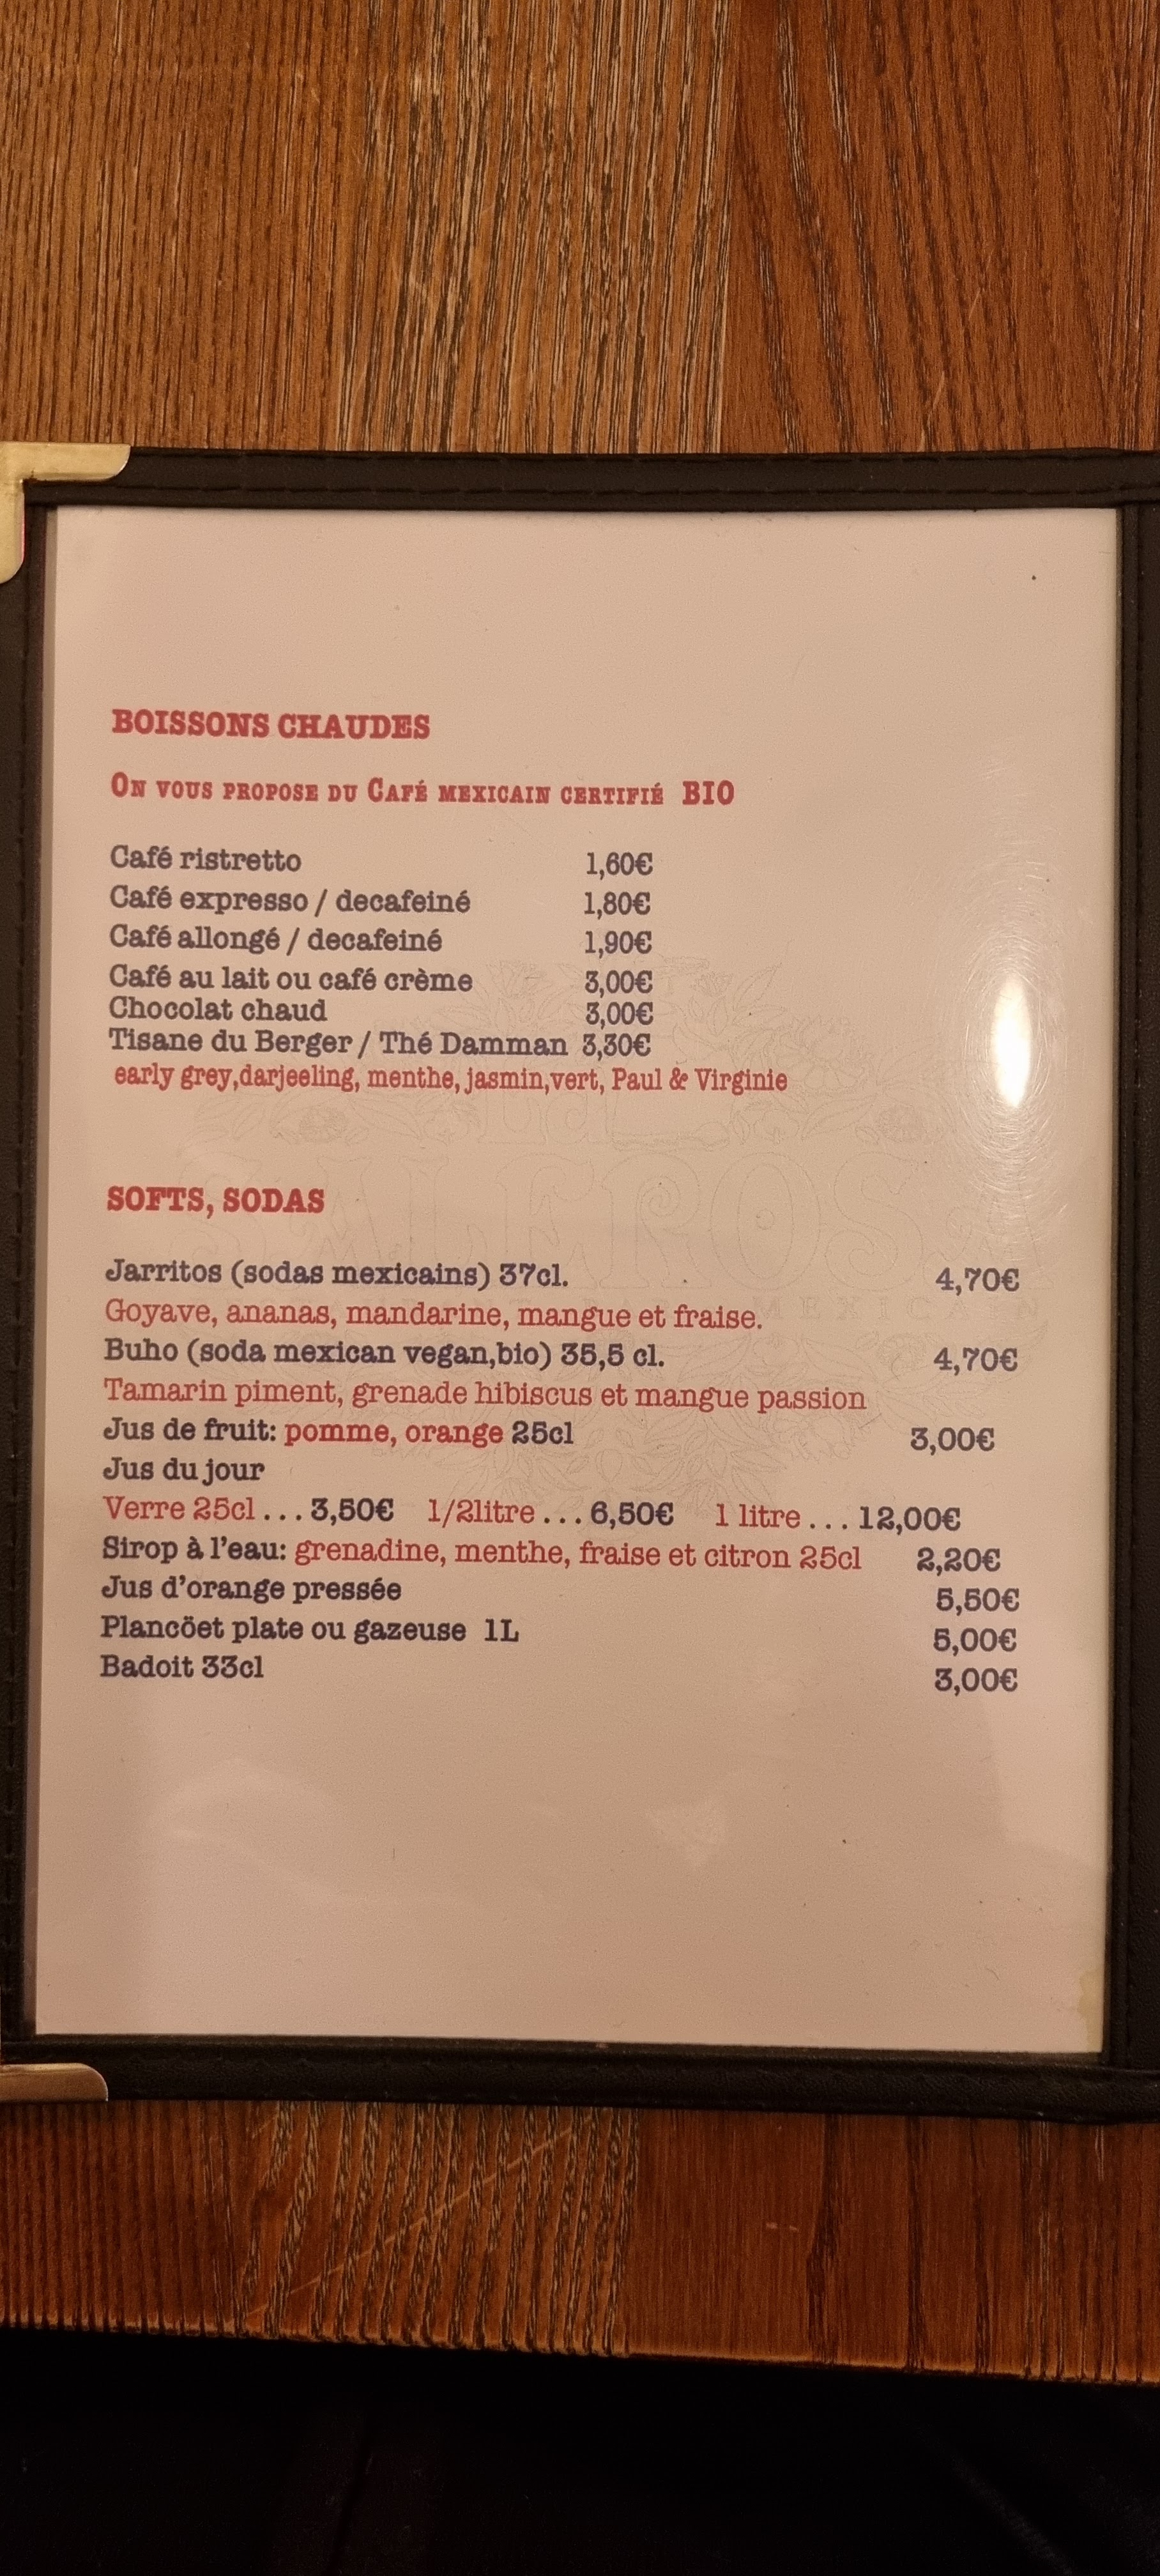 BOISSONS CHAUDES
On vous propose du Café mexicain certifié BIO
Café ristretto 1,60€
Café expresso / decafeiné 1,80€
Café allongé / decafeiné 1,90€
Café au lait ou café crème 3,00€
Chocolat chaud 3,00€
Tisane du Berger / Thé Damman 3,30€
early grey,darjeeling, menthe, jasmin,vert, Paul & Virginie
SOFTS, SODAS
Jarritos (sodas mexicains) 37cl. 4,70€
Goyave, ananas, mandarine, mangue et fraise.
Buho (soda mexican vegan,bio) 35,5 cl. 4,70€
Tamarin piment, grenade hibiscus et mangue passion
Jus de fruit: pomme, orange 25cl 3,00€
Jus du jour
Verre 25cl ... 3,50€ 1/2litre ... 6,50€ 1 litre ... 12,00€
Sirop à l'eau: grenadine, menthe, fraise et citron 25cl 2,20€
Jus d'orange pressée 5,50€
Plancöet plate ou gazeuse 1L 5,00€
Badoit 33cl 3,00€